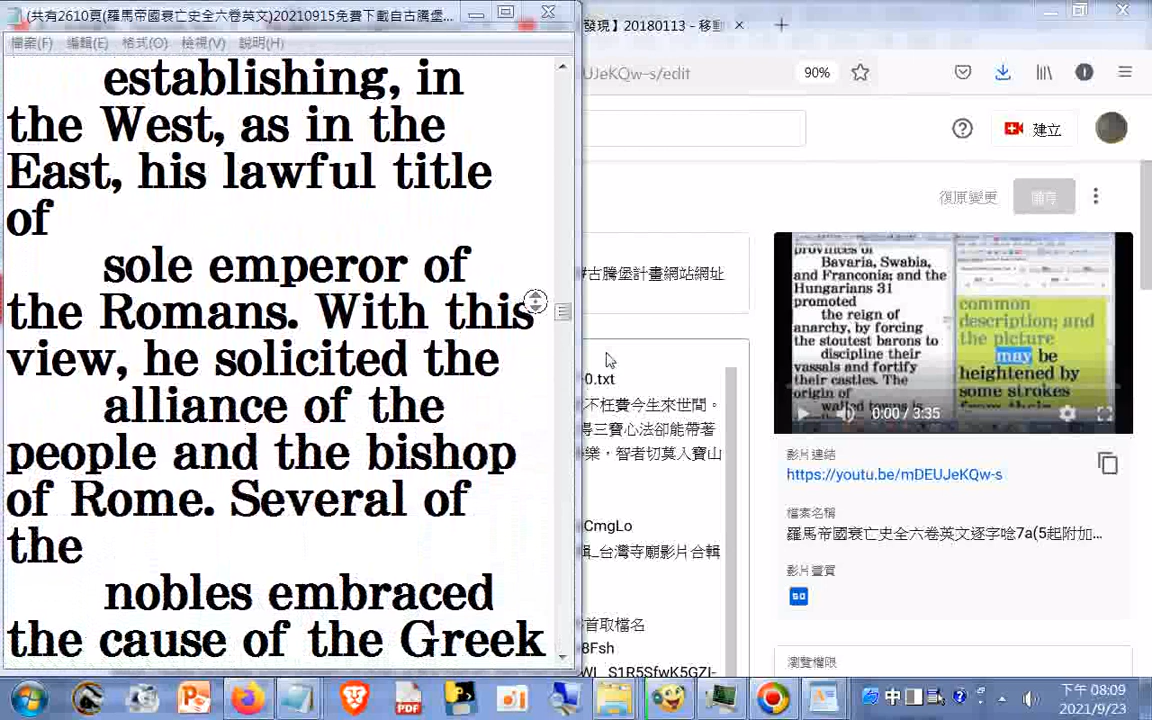 (共有2610頁(羅馬帝國衰亡史全六卷英文)20210915免費下載自古騰堡...
檔案(F) 編輯(E) 格式(O) 檢視(V) 說明(H)
establishing, in
the West, as in the
East, his lawful title
of
sole emperor of
the Romans. With this
view, he solicited the
alliance of the
people and the bishop
of Rome. Several of
the
nobles embraced
the cause of the Greek
發現】20180113 - 移動
UJeKQw-s/edit
90%
建立
復原變更
儲存
#古騰堡計畫網站網址
0.txt
不枉費今生來世間。
三寶心法卻能帶著
樂，智者切莫入寶山
CmgLo
_台灣寺廟影片合輯
首取檔名
8Fsh
WI_S1R5SfwK5GZI-
provinces of
Bavaria, Swabia,
and Franconia; and the
Hungarians 31
promoted
the reign of
anarchy, by forcing
the stoutest barons to
discipline their
vassals and fortify
their castles. The
origin of
walled towns is
common
description; and
the picture
may be
heightened by
some strokes
0:00 / 3:35
影片連結
https://youtu.be/mDEUJeKQw-s
檔案名稱
羅馬帝國衰亡史全六卷英文逐字唸7a(5起附加...
影片畫質
SD
瀏覽權限
中
下午 08:09
2021/9/23